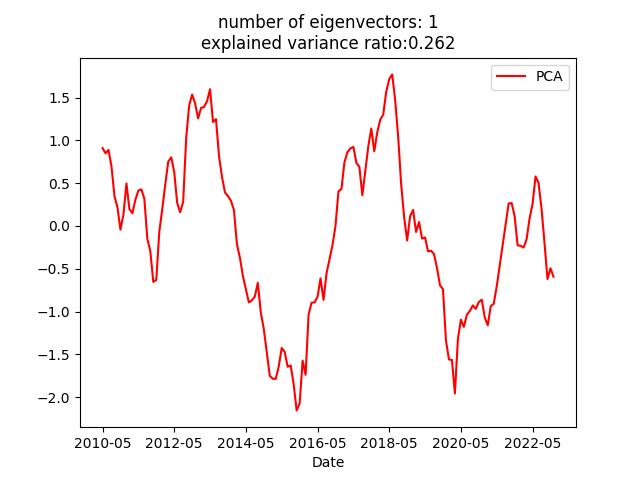 number of eigenvectors: 1
explained variance ratio:0.262
PCA
1.5
1.0
0.5
0.0
−0.5
−1.0
−1.5
−2.0
2010-05 2012-05 2014-05 2016-05 2018-05 2020-05 2022-05
Date